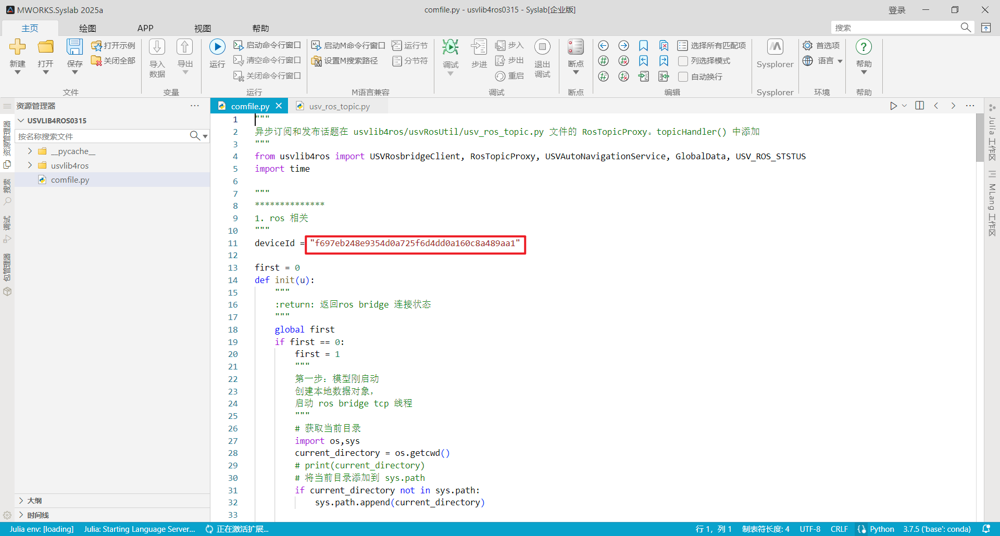 MWORKS.Syslab 2025a
comfile.py - usvlib4ros0315 - Syslab[企业版]
登录
主页 绘图 APP 视图 帮助
搜索
新建 打开 保存 打开示例 关闭全部
文件
导入数据 导出
变量
运行 启动命令行窗口 清空命令行窗口 关闭命令行窗口
运行
启动M命令行窗口 运行节 设置M搜索路径 分节符
M语言兼容
调试 步进 步入 步出 重启 退出调试
调试
断点
断点
选择所有匹配项 列选择模式 自动换行
编辑
Sysplorer
Sysplorer
首选项 语言
环境
帮助
帮助
资源管理器
搜索
调试
包管理器
资源管理器 ...
USVLIB4ROS0315
按名称搜索文件
__pycache__
usvlib4ros
comfile.py
大纲
时间线
comfile.py usv_ros_topic.py
1 """
2 异步订阅和发布话题在 usvlib4ros/usvRosUtil/usv_ros_topic.py 文件的 RosTopicProxy。topicHandler() 中添加
3 """
4 from usvlib4ros import USVRosbridgeClient, RosTopicProxy, USVAutoNavigationService, GlobalData, USV_ROS_STSTUS
5 import time
6
7 """
8 **************
9 1. ros 相关
10 """
11 deviceId = "f697eb248e9354d0a725f6d4dd0a160c8a489aa1"
12
13 first = 0
14 def init(u):
15 """
16 :return: 返回ros bridge 连接状态
17 """
18 global first
19 if first == 0:
20 first = 1
21 """
22 第一步：模型刚启动
23 创建本地数据对象，
24 启动 ros bridge tcp 线程
25 """
26 # 获取当前目录
27 import os,sys
28 current_directory = os.getcwd()
29 # print(current_directory)
30 # 将当前目录添加到 sys.path
31 if current_directory not in sys.path:
32 sys.path.append(current_directory)
33
Julia 工作区
MLang 工作区
Julia env: [loading] Julia: Starting Language Server... 正在激活扩展... 行 1，列 1 制表符长度: 4 UTF-8 CRLF Python 3.7.5 ('base': conda)